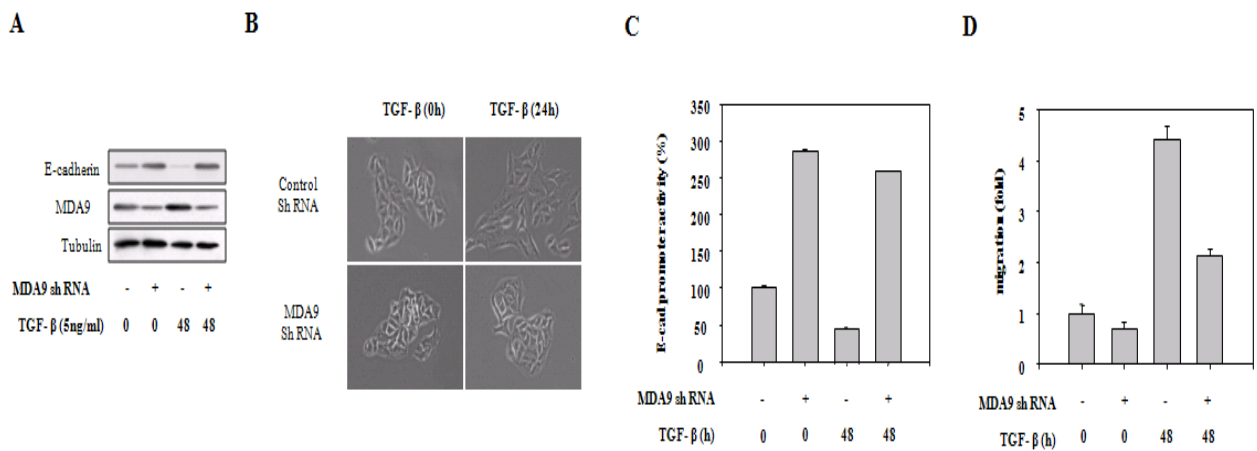 A
E-cadherin
MDA9
Tubulin
MDA9 sh RNA - + - +
TGF- β (5ng/ml) 0 0 48 48
B
TGF- β (0h) TGF- β (24h)
Control
Sh RNA
MDA9
Sh RNA
C
E-cad promoter activity (%)
350
300
250
200
150
100
50
0
MDA9 sh RNA - + - +
TGF- β (h) 0 0 48 48
D
migration (fold)
5
4
3
2
1
0
MDA9 sh RNA - + - +
TGF- β (h) 0 0 48 48